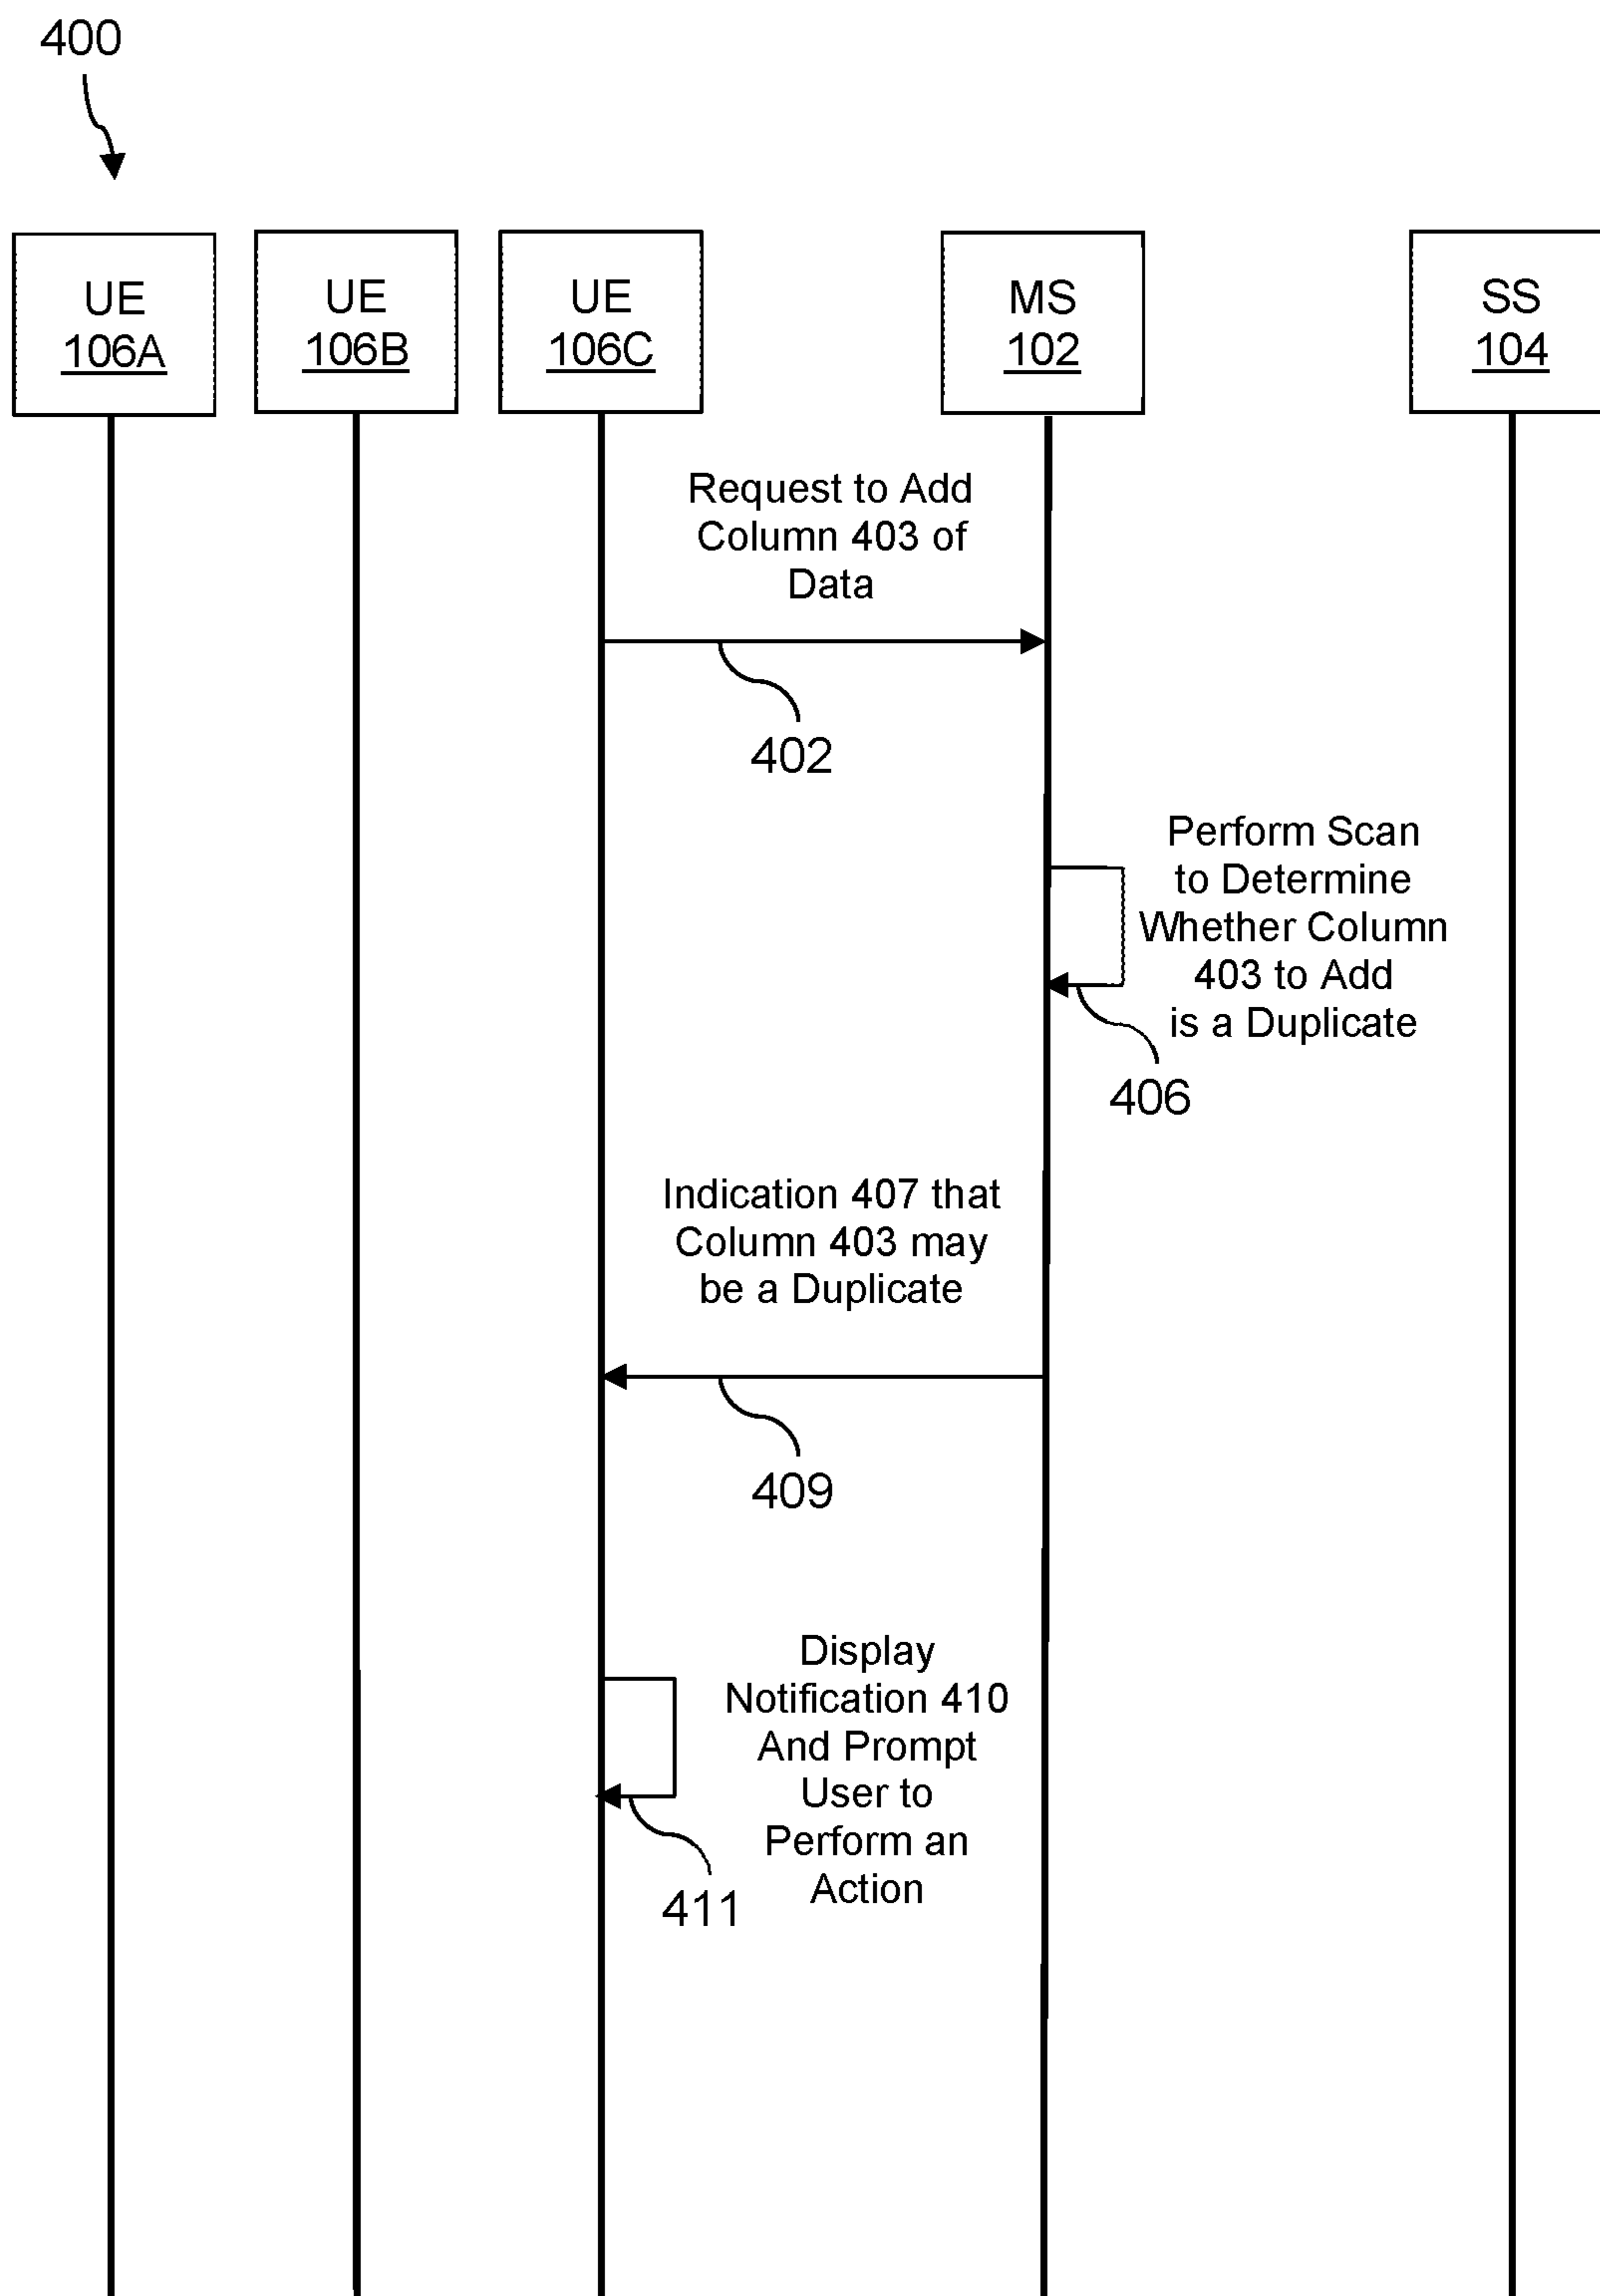 400
UE
106A
UE
106B
UE
106C
MS
102
SS
104
Request to Add
Column 403 of
Data
402
Perform Scan
to Determine
Whether Column
403 to Add
is a Duplicate
406
Indication 407 that
Column 403 may
be a Duplicate
409
Display
Notification 410
And Prompt
User to
Perform an
Action
411